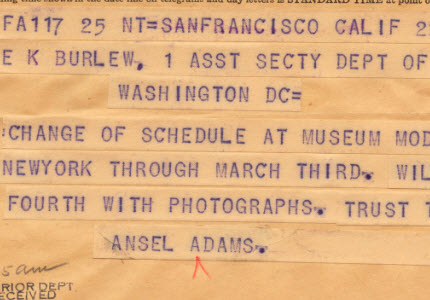 FA117 25 NT=SANFRANCISCO CALIF
E K BURLEW, 1 ASST SECTY DEPT OF
WASHINGTON DC=
:CHANGE OF SCHEDULE AT MUSEUM MOD
NEWYORK THROUGH MARCH THIRD.
FOURTH WITH PHOTOGRAPHS. TRUST
ANSEL ADAMS.
RIOR DEPT.
RECEIVED